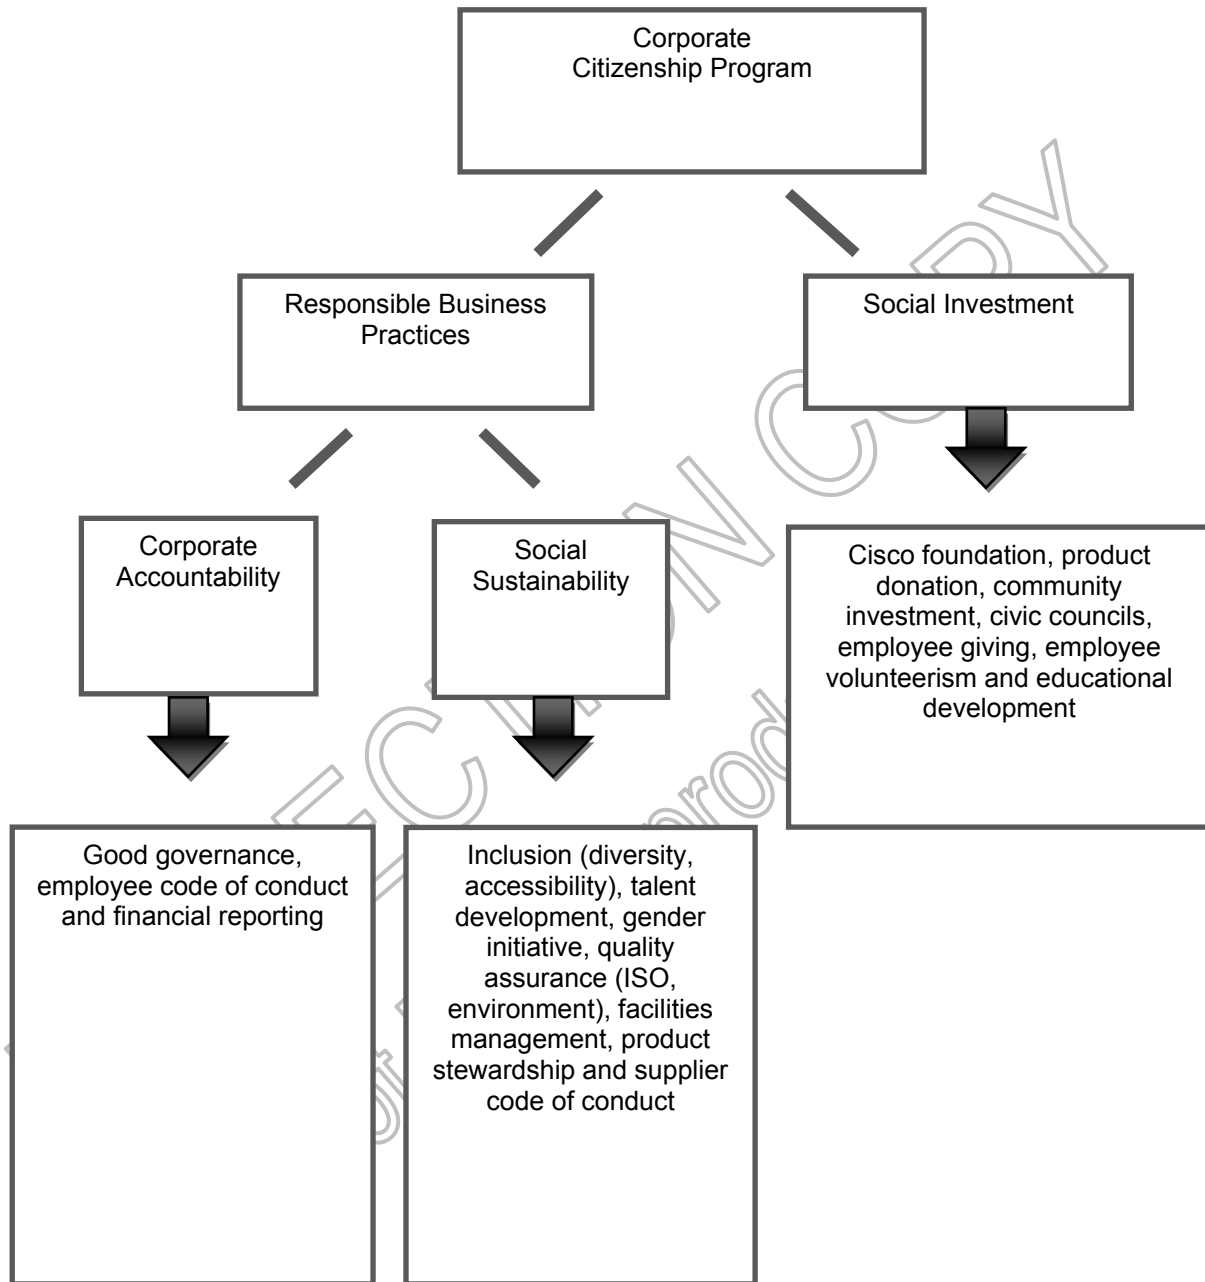 Corporate
Citizenship Program
Responsible Business
Practices
Social Investment
Corporate
Accountability
Social
Sustainability
Cisco foundation, product
donation, community
investment, civic councils,
employee giving, employee
volunteerism and educational
development
Good governance,
employee code of conduct
and financial reporting
Inclusion (diversity,
accessibility), talent
development, gender
initiative, quality
assurance (ISO,
environment), facilities
management, product
stewardship and supplier
code of conduct